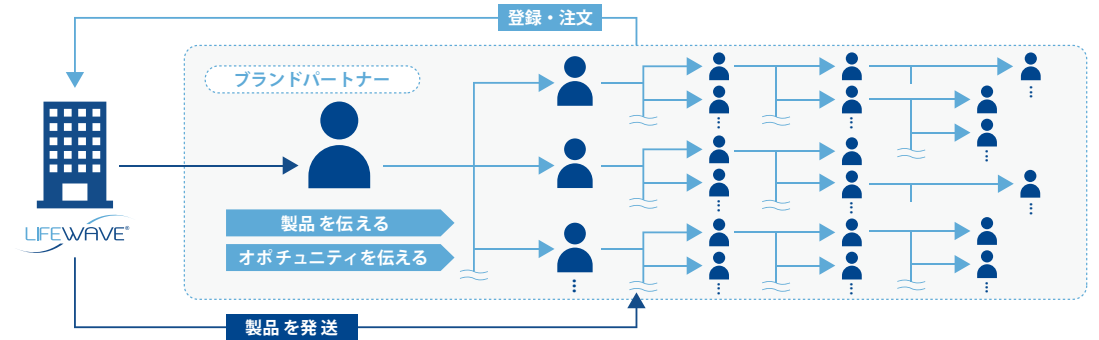 登録・注文
ブランドパートナー
LIFEWAVE®
製品を伝える
オポチュニティを伝える
製品を発送